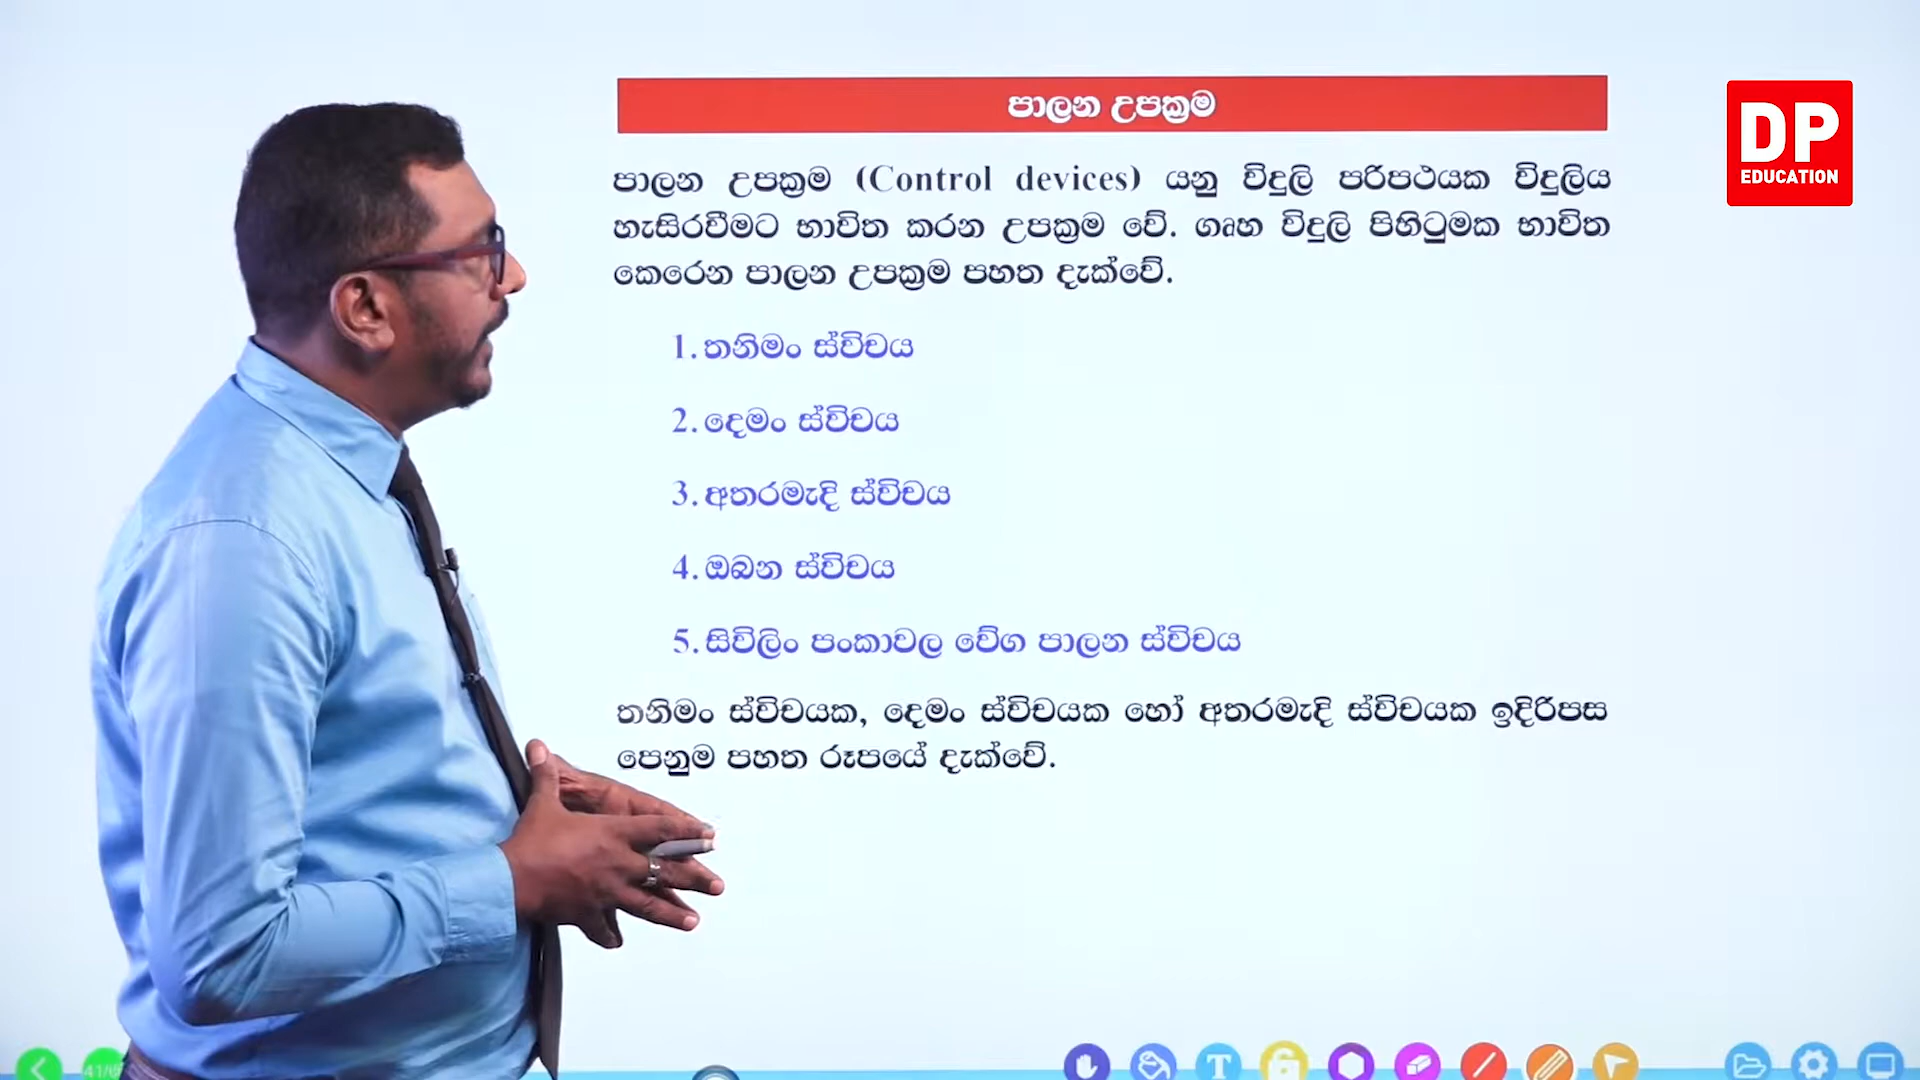 පාලන උපක්‍රම
DP
EDUCATION
පාලන උපක්‍රම (Control devices) යනු විදුලි පරිපථයක විදුලිය
හැසිරවීමට භාවිත කරන උපක්‍රම වේ. ගෘහ විදුලි පිහිටුමක භාවිත
කෙරෙන පාලන උපක්‍රම පහත දැක්වේ.
1. තනිමං ස්විචය
2. දෙමං ස්විචය
3. අතරමැදි ස්විචය
4. ඔබන ස්විචය
5. සිවිලිං පංකාවල වේග පාලන ස්විචය
තනිමං ස්විචයක, දෙමං ස්විචයක හෝ අතරමැදි ස්විචයක ඉදිරිපස
පෙනුම පහත රූපයේ දැක්වේ.